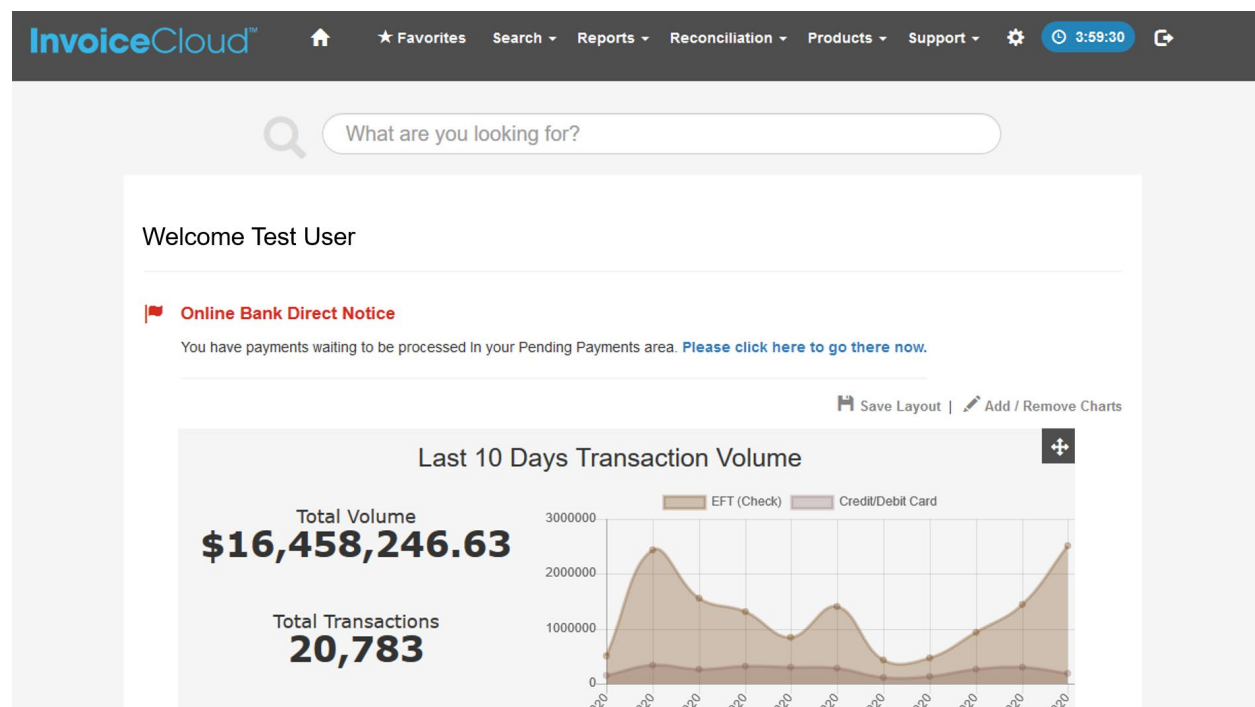 InvoiceCloud™ ★ Favorites Search Reports Reconciliation Products Support 3:59:30
What are you looking for?
Welcome Test User
Online Bank Direct Notice
You have payments waiting to be processed In your Pending Payments area. Please click here to go there now.
Save Layout | Add / Remove Charts
Last 10 Days Transaction Volume
EFT (Check) Credit/Debit Card
Total Volume
$16,458,246.63
Total Transactions
20,783
3000000
2000000
1000000
0